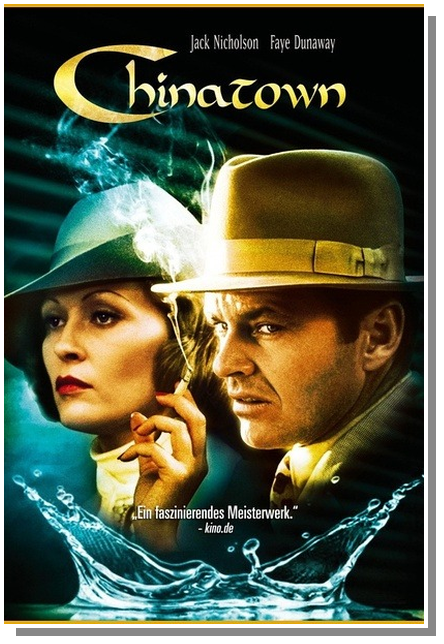 Jack Nicholson Faye Dunaway
Chinatown
„Ein faszinierendes Meisterwerk.“
- kino.de